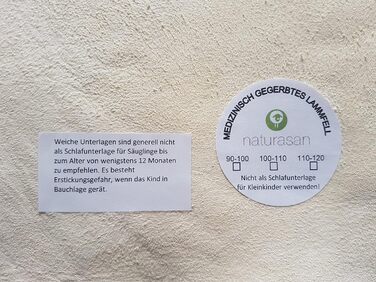 Weiche Unterlagen sind generell nicht
als Schlafunterlage für Säuglinge bis
zum Alter von wenigstens 12 Monaten
zu empfehlen. Es besteht
Erstickungsgefahr, wenn das Kind in
Bauchlage gerät.
MEDIZINISCH GEGERBTES LAMMFELL
naturasan
90-100 100-110 110-120
Nicht als Schlafunterlage
für Kleinkinder verwenden!